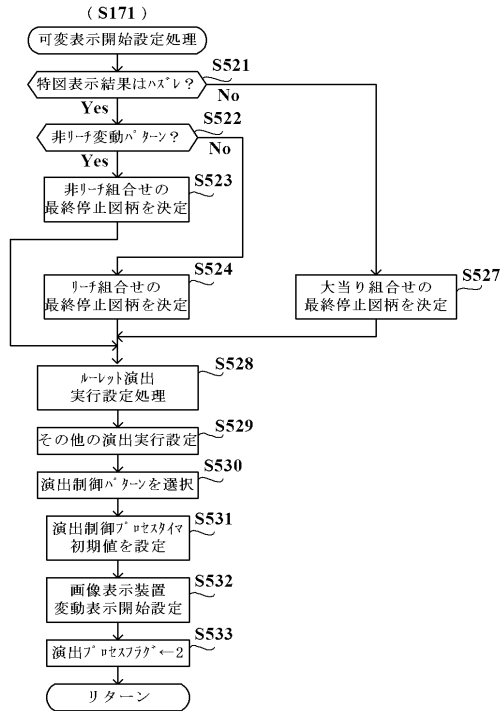 （S171）
可変表示開始設定処理
S521
特図表示結果はﾊｽﾞﾚ？
Yes
No
S522
非ﾘｰﾁ変動ﾊﾟﾀｰﾝ？
Yes
No
S523
非ﾘｰﾁ組合せの
最終停止図柄を決定
S524
ﾘｰﾁ組合せの
最終停止図柄を決定
S527
大当り組合せの
最終停止図柄を決定
S528
ﾙｰﾚｯﾄ演出
実行設定処理
S529
その他の演出実行設定
S530
演出制御ﾊﾟﾀｰﾝを選択
S531
演出制御ﾌﾟﾛｾｽﾀｲﾏ
初期値を設定
S532
画像表示装置
変動表示開始設定
S533
演出ﾌﾟﾛｾｽﾌﾗｸﾞ←2
リターン